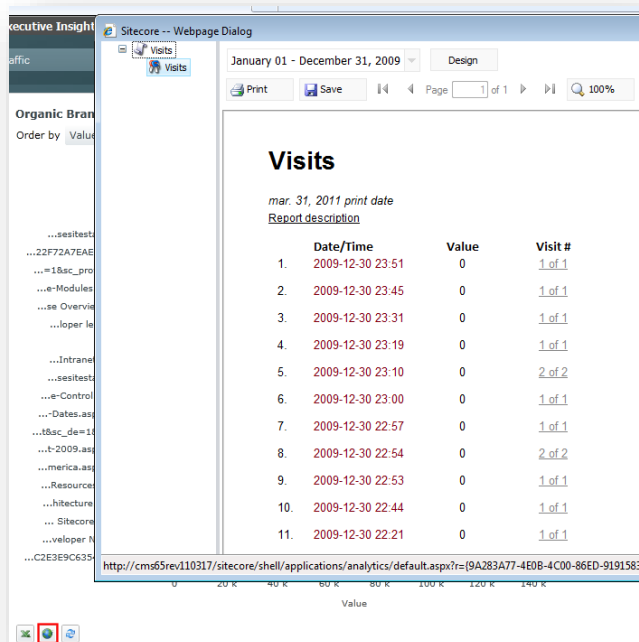 xecutive Insight
Sitecore -- Webpage Dialog
affic
Visits
Visits
January 01 - December 31, 2009
Design
Print Save Page 1 of 1 100%
Organic Bran
Order by Value
Visits
mar. 31, 2011 print date
Report description
Date/Time Value Visit #
1. 2009-12-30 23:51 0 1 of 1
2. 2009-12-30 23:45 0 1 of 1
3. 2009-12-30 23:31 0 1 of 1
4. 2009-12-30 23:19 0 1 of 1
5. 2009-12-30 23:10 0 2 of 2
6. 2009-12-30 23:00 0 1 of 1
7. 2009-12-30 22:57 0 1 of 1
8. 2009-12-30 22:54 0 2 of 2
9. 2009-12-30 22:53 0 1 of 1
10. 2009-12-30 22:44 0 1 of 1
11. 2009-12-30 22:21 0 1 of 1
...sesitesta
...22F72A7EAE
...=1&sc_pro
...e-Modules
...se Overvie
...loper le
...Intranet
...sesitesta
...e-Control
...-Dates.asp
...t&sc_de=18
...t-2009.asp
...merica.asp
...Resources
...hitecture
... Sitecore
...veloper N
...C2E3E9C6354
http://cms65rev110317/sitecore/shell/applications/analytics/default.aspx?r={9A283A77-4E0B-4C00-86ED-9191583
0 20 k 40 k 60 k 80 k 100 k 120 k 140 k
Value